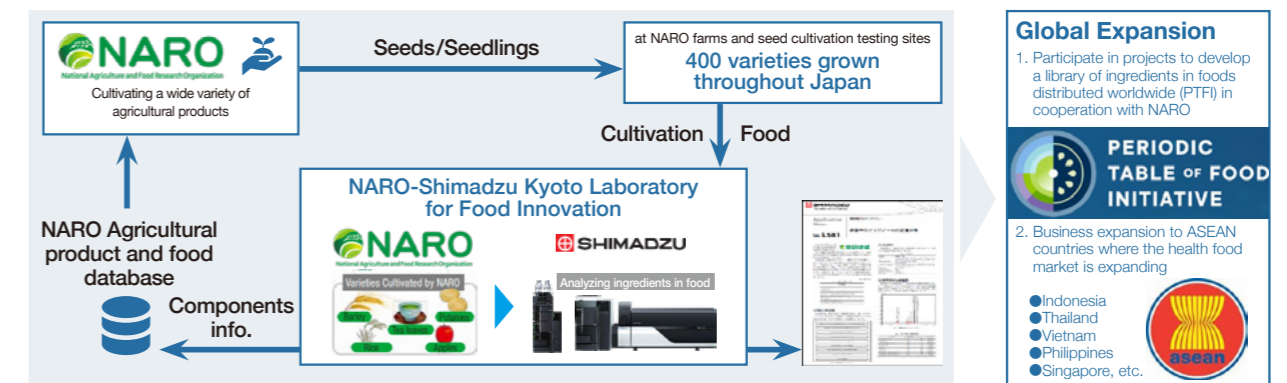 NARO
National Agriculture and Food Research Organization
Cultivating a wide variety of
agricultural products
Seeds/Seedlings
at NARO farms and seed cultivation testing sites
400 varieties grown
throughout Japan
Cultivation
Food
NARO-Shimadzu Kyoto Laboratory
for Food Innovation
NARO
National Agriculture and Food Research Organization
SHIMADZU
Varieties Cultivated by NARO
Barley
Tea leaves
Potatoes
Rice
Apples
Analyzing ingredients in food
NARO Agricultural
product and food
database
Components
info.
Global Expansion
1. Participate in projects to develop
a library of ingredients in foods
distributed worldwide (PTFI) in
cooperation with NARO
PERIODIC
TABLE OF FOOD
INITIATIVE
2. Business expansion to ASEAN
countries where the health food
market is expanding
●Indonesia
●Thailand
●Vietnam
●Philippines
●Singapore, etc.
asean